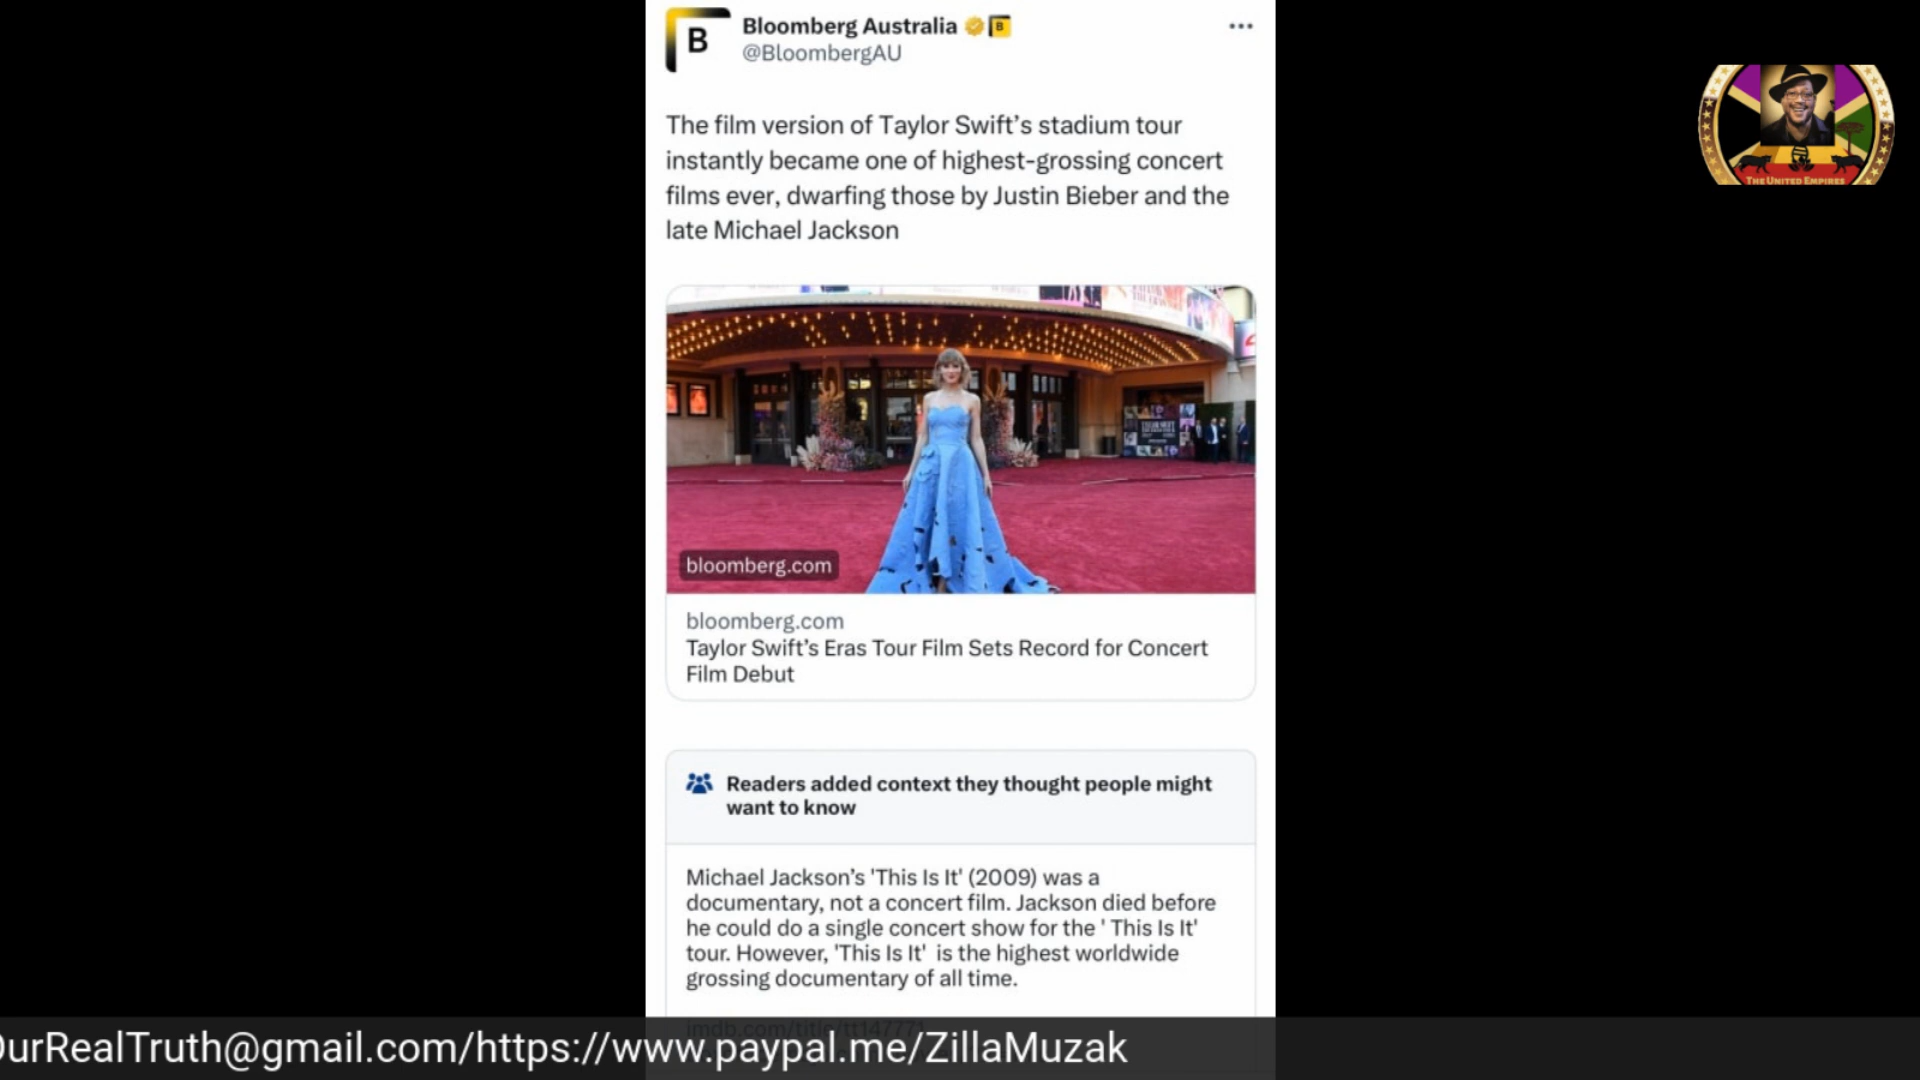 Bloomberg Australia
@BloombergAU
B
B
The film version of Taylor Swift’s stadium tour
instantly became one of highest-grossing concert
films ever, dwarfing those by Justin Bieber and the
late Michael Jackson
THE UNITED EMPIRES
bloomberg.com
bloomberg.com
Taylor Swift’s Eras Tour Film Sets Record for Concert
Film Debut
Readers added context they thought people might
want to know
Michael Jackson’s 'This Is It' (2009) was a
documentary, not a concert film. Jackson died before
he could do a single concert show for the ' This Is It'
tour. However, 'This Is It'  is the highest worldwide
grossing documentary of all time.
OurRealTruth@gmail.com/https://www.paypal.me/ZillaMuzak